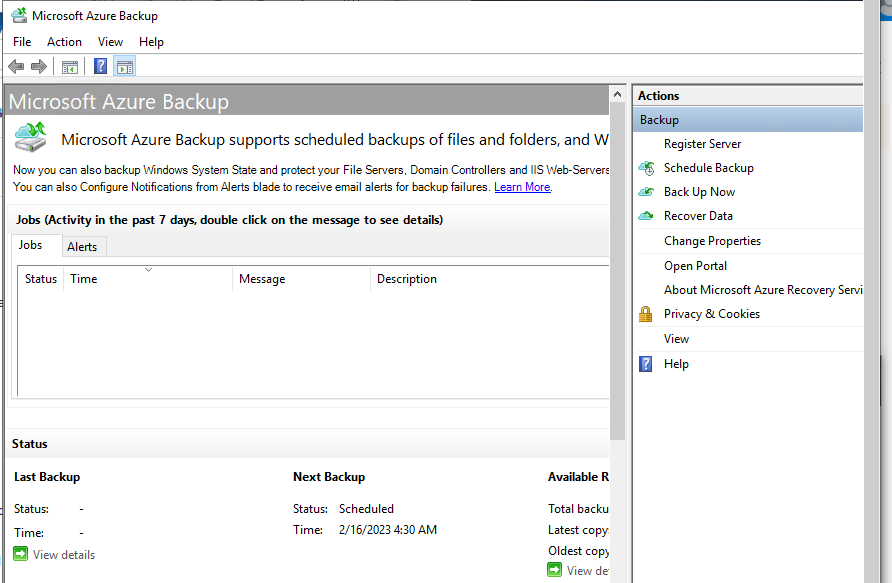 Microsoft Azure Backup
File Action View Help
Microsoft Azure Backup
Microsoft Azure Backup supports scheduled backups of files and folders, and W
Now you can also backup Windows System State and protect your File Servers, Domain Controllers and IIS Web-Servers
You can also Configure Notifications from Alerts blade to receive email alerts for backup failures. Learn More.
Jobs (Activity in the past 7 days, double click on the message to see details)
Jobs Alerts
Status Time Message Description
Status
Last Backup
Status: -
Time: -
View details
Next Backup
Status: Scheduled
Time: 2/16/2023 4:30 AM
Available R
Total backu
Latest copy:
Oldest copy
View de
Actions
Backup
Register Server
Schedule Backup
Back Up Now
Recover Data
Change Properties
Open Portal
About Microsoft Azure Recovery Servi
Privacy & Cookies
View
Help